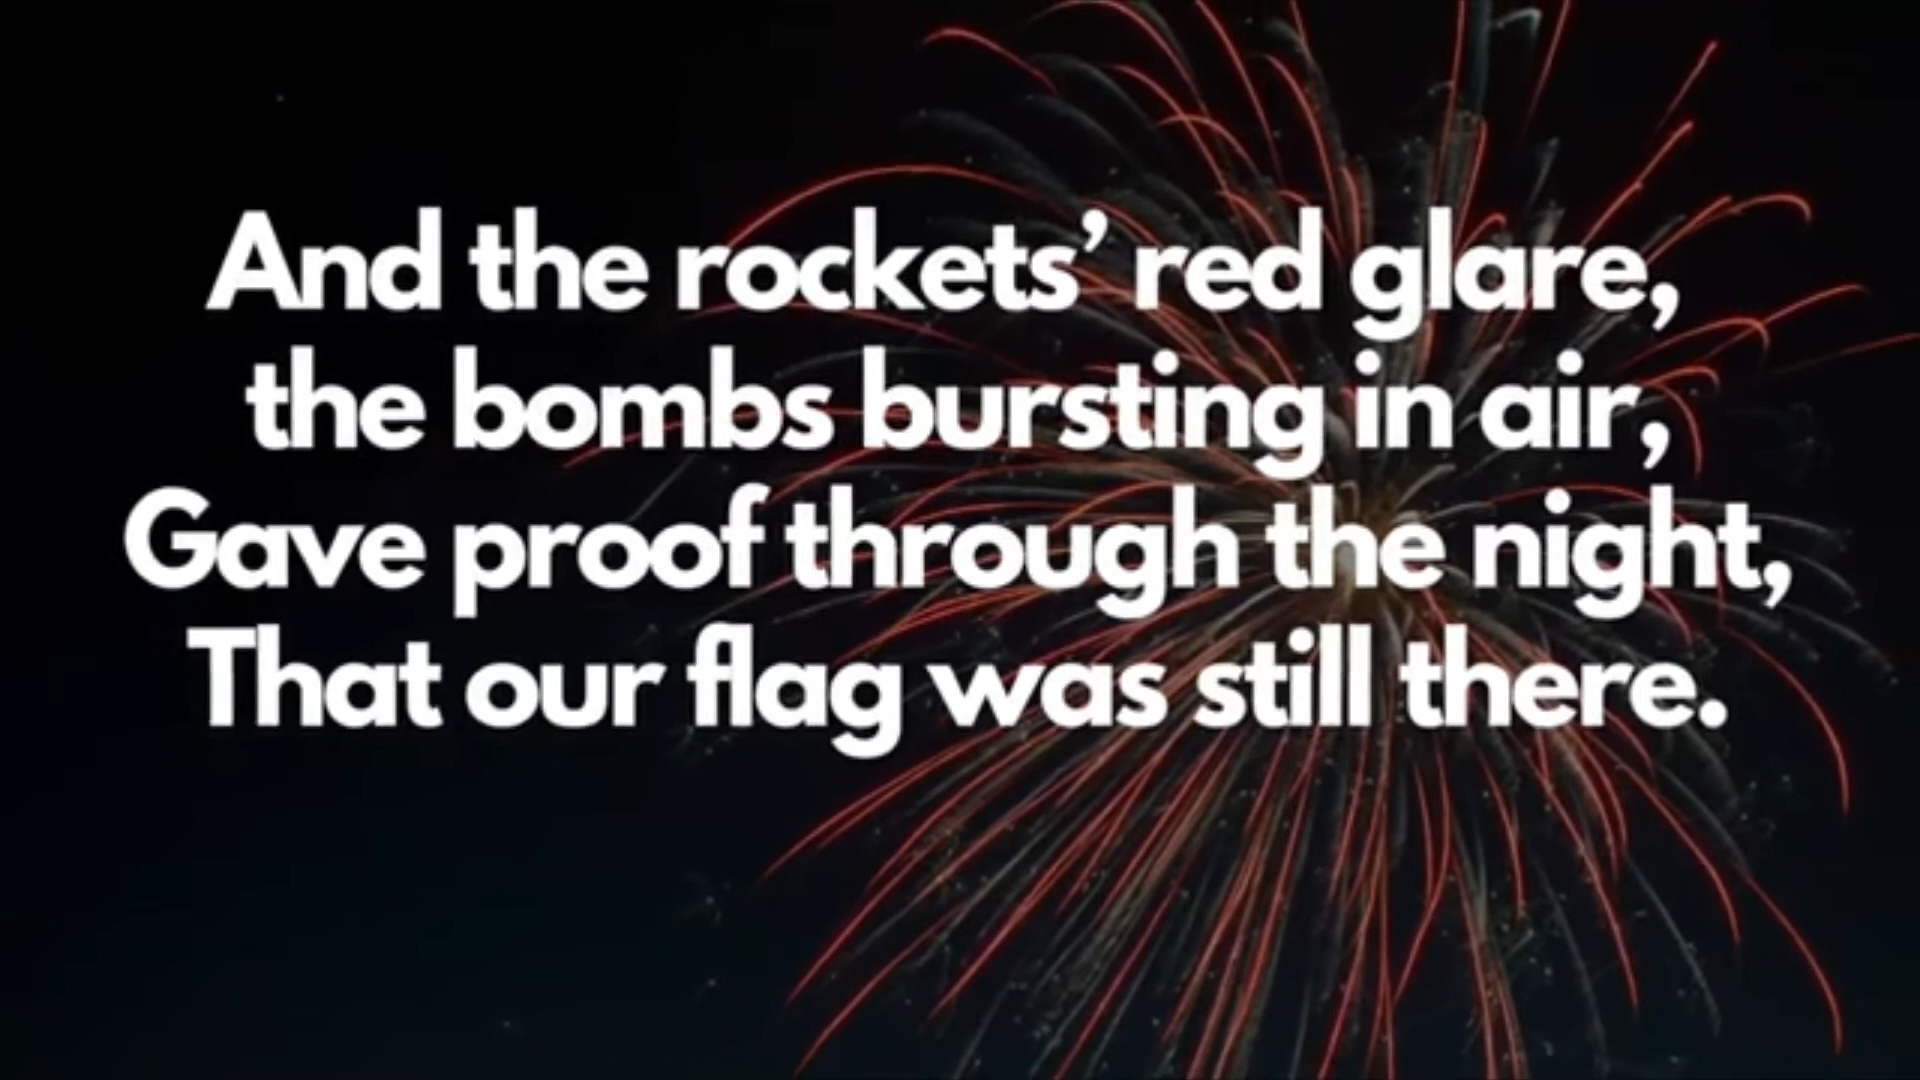 And the rockets’ red glare,
the bombs bursting in air,
Gave proof through the night,
That our flag was still there.